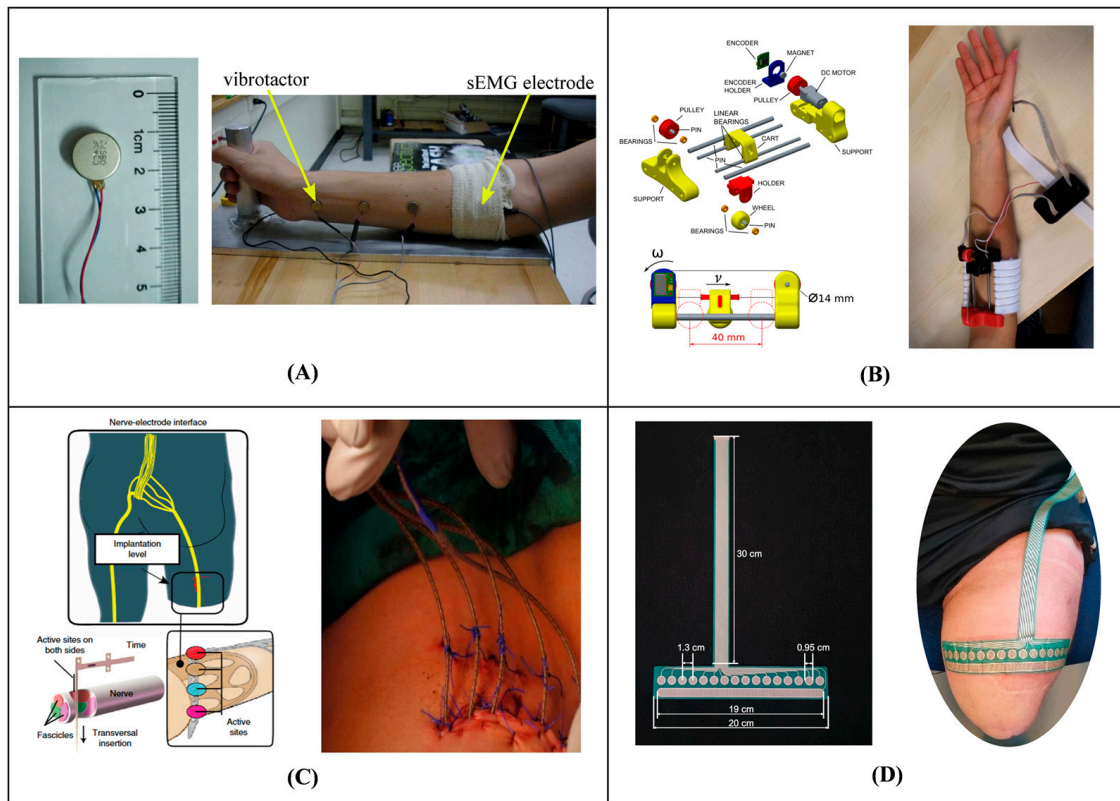 vibrotactor
sEMG electrode
0
1cm
2
3
4
5
(A)
ENCODER
MAGNET
DC MOTOR
ENCODER
HOLDER
PULLEY
PULLEY
LINEAR
BEARINGS
PIN
CART
BEARINGS
PIN
SUPPORT
SUPPORT
HOLDER
WHEEL
PIN
BEARINGS
ω
v
Ø14 mm
40 mm
(B)
Nerve-electrode interface
Implantation
level
Active sites on
both sides
Time
Nerve
Fascicles
Transversal
insertion
Active
sites
(C)
30 cm
1.3 cm
0.95 cm
19 cm
20 cm
(D)